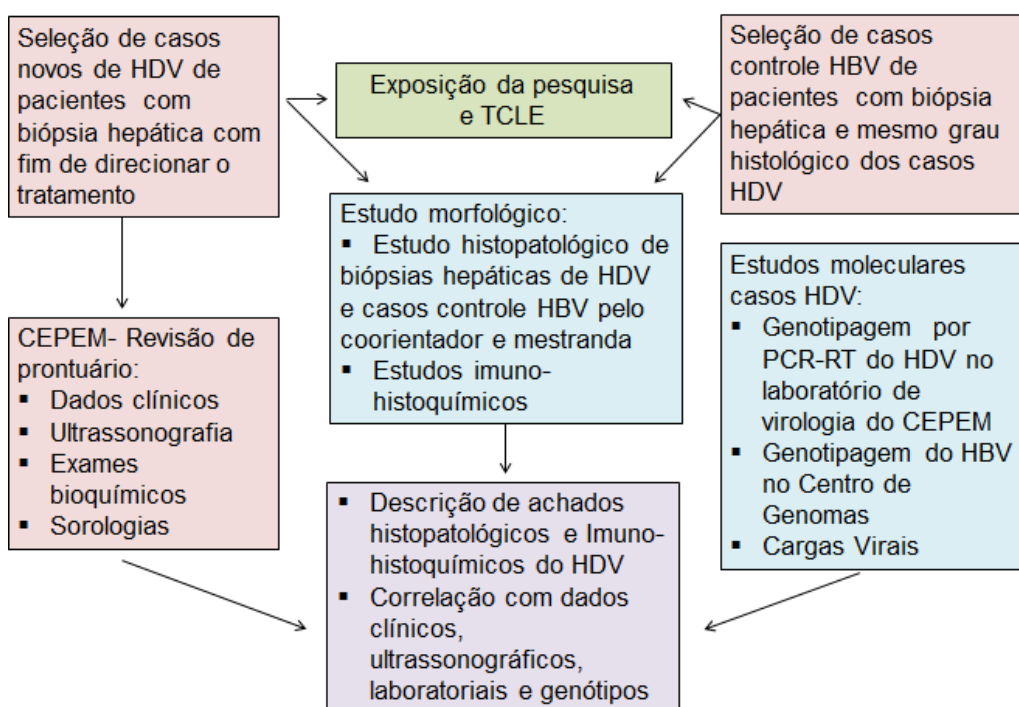 Seleção de casos
novos de HDV de
pacientes com
biópsia hepática com
fim de direcionar o
tratamento
Exposição da pesquisa
e TCLE
Seleção de casos
controle HBV de
pacientes com biópsia
hepática e mesmo grau
histológico dos casos
HDV
Estudo morfológico:
▪ Estudo histopatológico de
biópsias hepáticas de HDV
e casos controle HBV pelo
coorientador e mestranda
▪ Estudos imuno-
histoquímicos
Estudos moleculares
casos HDV:
▪ Genotipagem por
PCR-RT do HDV no
laboratório de
virologia do CEPEM
▪ Genotipagem do HBV
no Centro de
Genomas
▪ Cargas Virais
CEPEM- Revisão de
prontuário:
▪ Dados clínicos
▪ Ultrassonografia
▪ Exames
bioquímicos
▪ Sorologias
▪ Descrição de achados
histopatológicos e Imuno-
histoquímicos do HDV
▪ Correlação com dados
clínicos,
ultrassonográficos,
laboratoriais e genótipos